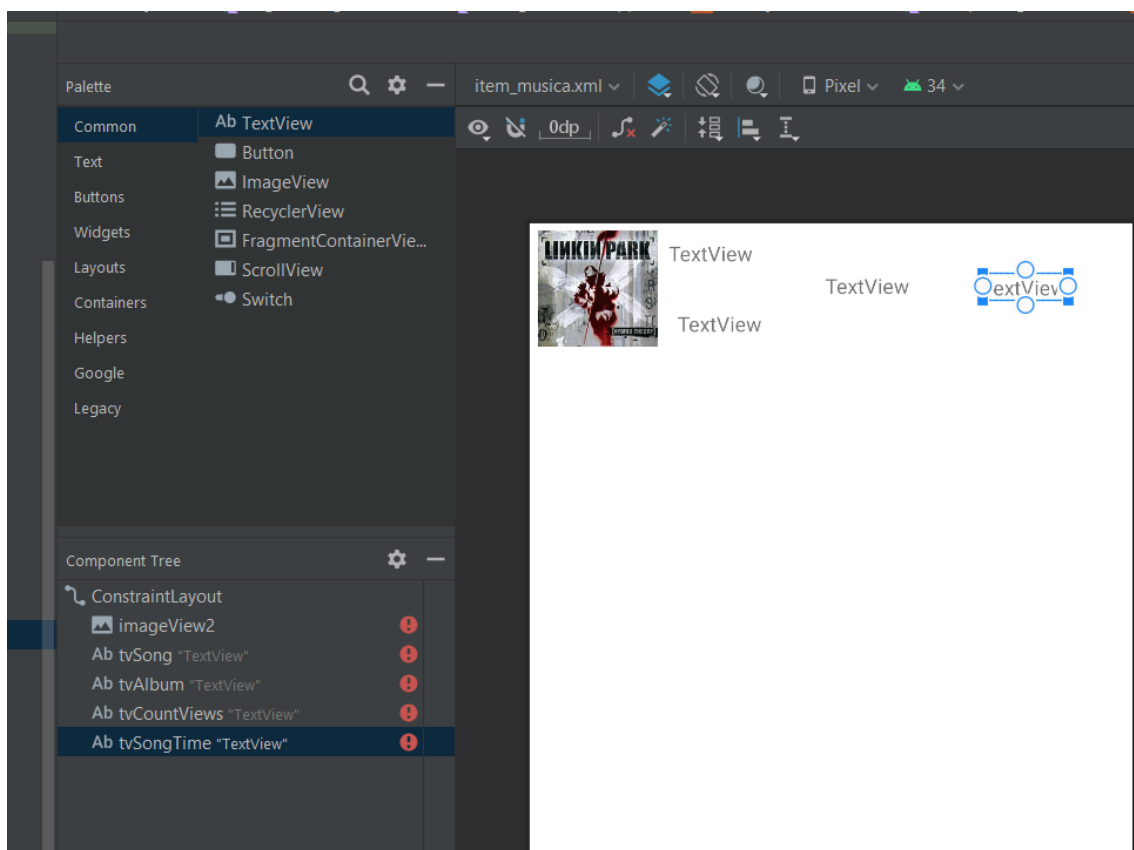 Palette
item_musica.xml
Pixel
34
Common
Text
Buttons
Widgets
Layouts
Containers
Helpers
Google
Legacy
Ab TextView
Button
ImageView
RecyclerView
FragmentContainerVie...
ScrollView
Switch
0dp
LINKIN PARK
TextView
TextView
extView
TextView
Component Tree
ConstraintLayout
imageView2
Ab tvSong "TextView"
Ab tvAlbum "TextView"
Ab tvCountViews "TextView"
Ab tvSongTime "TextView"